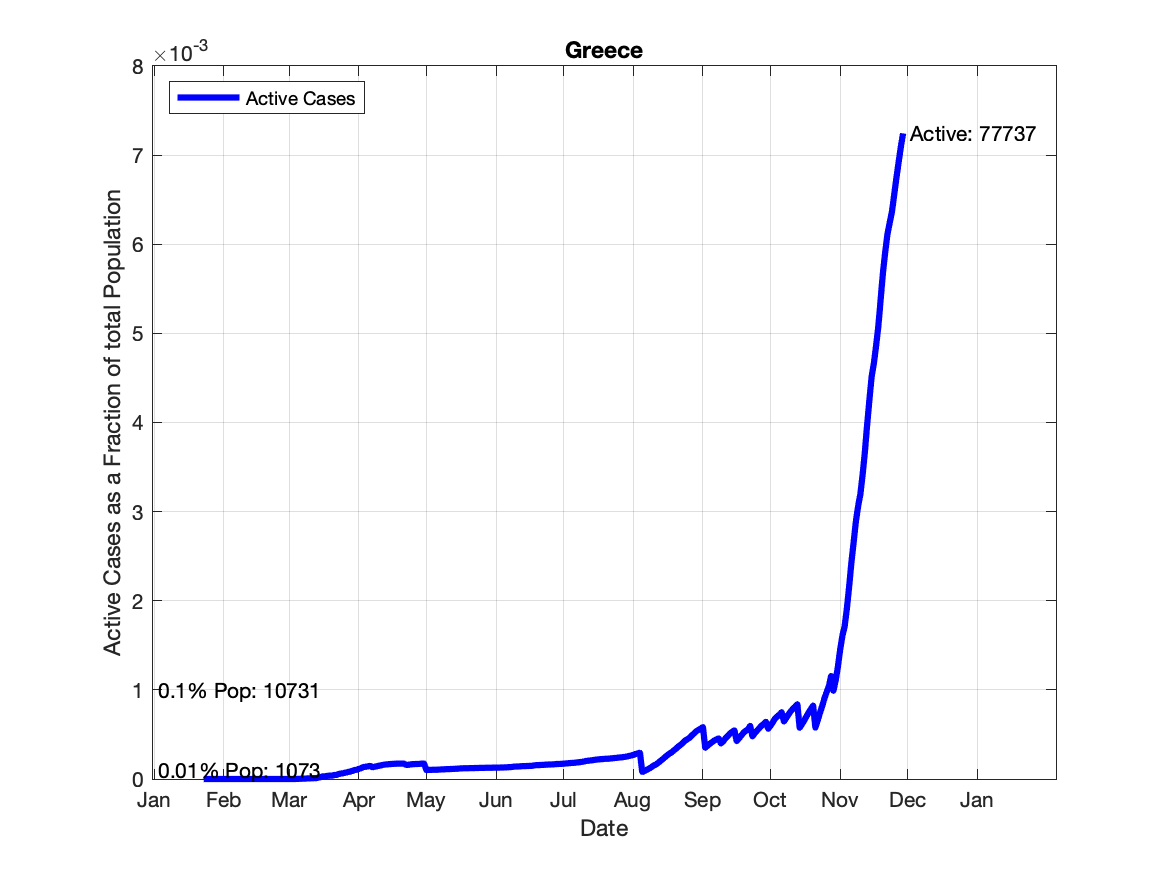 Greece
×10-3
8
7
6
5
4
3
2
1
0
Active Cases as a Fraction of total Population
Active Cases
Active: 77737
0.1% Pop: 10731
0.01% Pop: 1073
Jan Feb Mar Apr May Jun Jul Aug Sep Oct Nov Dec Jan
Date